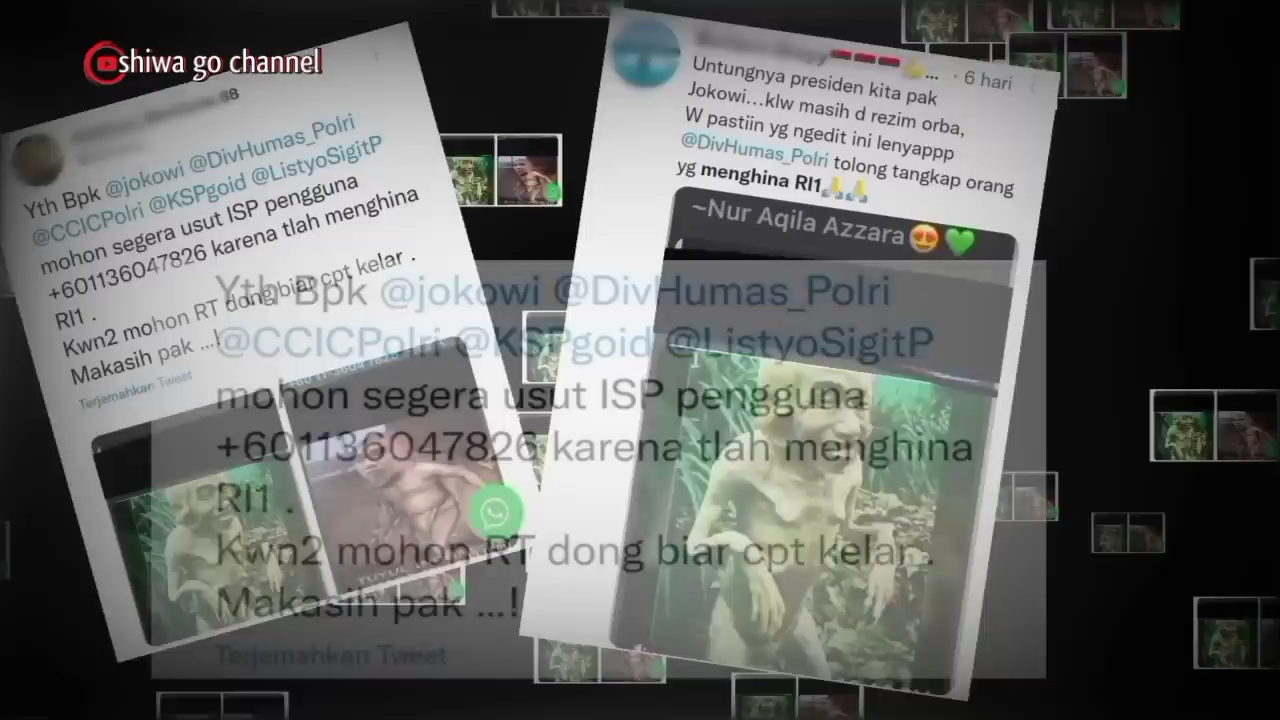 shiwa go channel
68
Yth Bpk @jokowi @DivHumas_Polri
@CCICPolri @KSPgoid @ListyoSigitP
mohon segera usut ISP pengguna
+601136047826 karena tlah menghina
RI1 .
Kwn2 mohon RT dong biar cpt kelar .
Makasih pak ...!
Terjemahkan Tweet
... · 6 hari
Untungnya presiden kita pak
Jokowi...klw masih d rezim orba,
W pastiin yg ngedit ini lenyappp
@DivHumas_Polri tolong tangkap orang
yg menghina RI1🙏🙏
~Nur Aqila Azzara😍💚
Yth Bpk @jokowi @DivHumas_Polri
@CCICPolri @KSPgoid @ListyoSigitP
mohon segera usut ISP pengguna
+601136047826 karena tlah menghina
RI1 .
Kwn2 mohon RT dong biar cpt kelar .
Makasih pak ...!
Terjemahkan Tweet